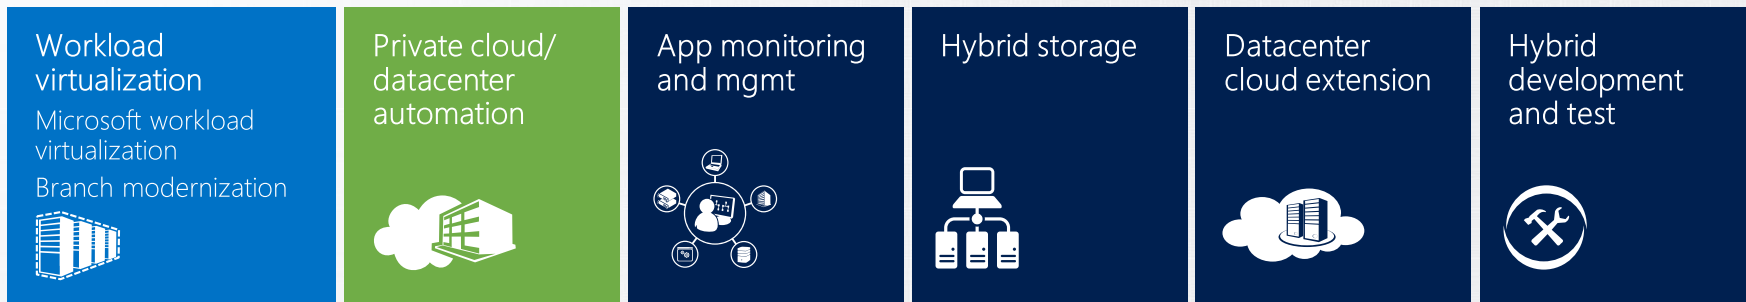 Workload
virtualization
Microsoft workload
virtualization
Branch modernization
Private cloud/
datacenter
automation
App monitoring
and mgmt
Hybrid storage
Datacenter
cloud extension
Hybrid
development
and test